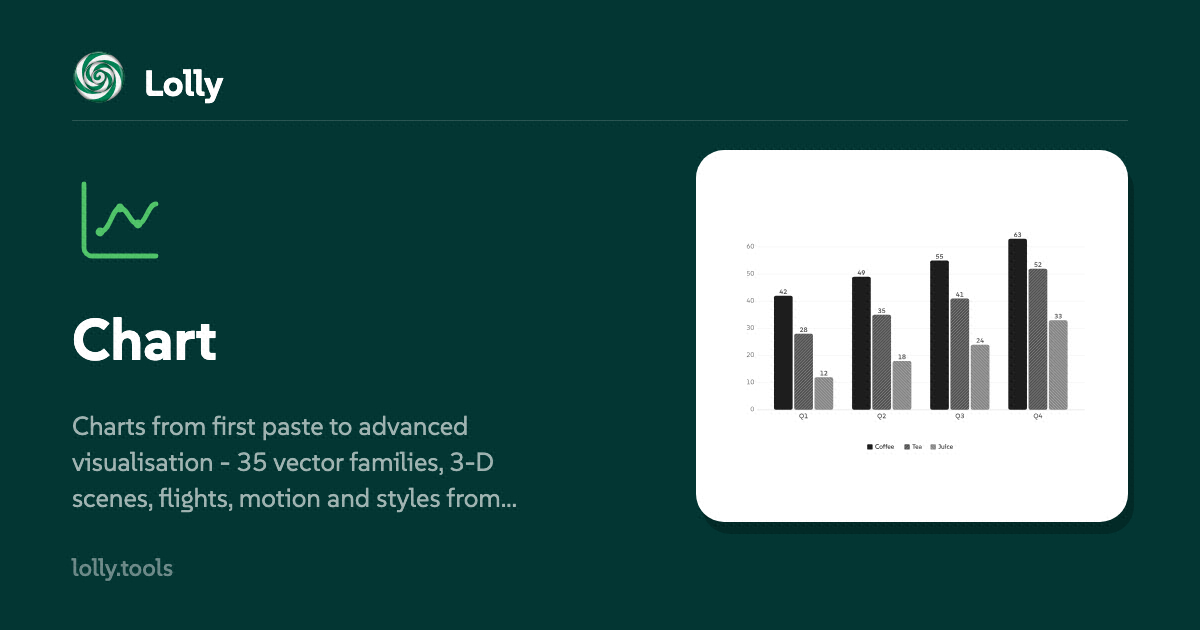 Lolly
Chart
Charts from first paste to advanced
visualisation - 35 vector families, 3-D
scenes, flights, motion and styles from...
lolly.tools
60
50
40
30
20
10
0
42
28
12
49
35
18
55
41
24
63
52
33
Q1
Q2
Q3
Q4
Coffee
Tea
Juice